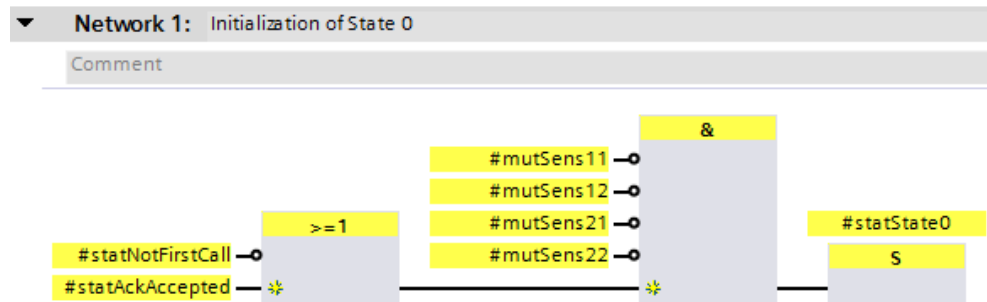 Network 1: Initialization of State 0
Comment
&
#mutSens11
#mutSens12
>=1
#mutSens21
#statState0
#statNotFirstCall
#mutSens22
S
#statAckAccepted